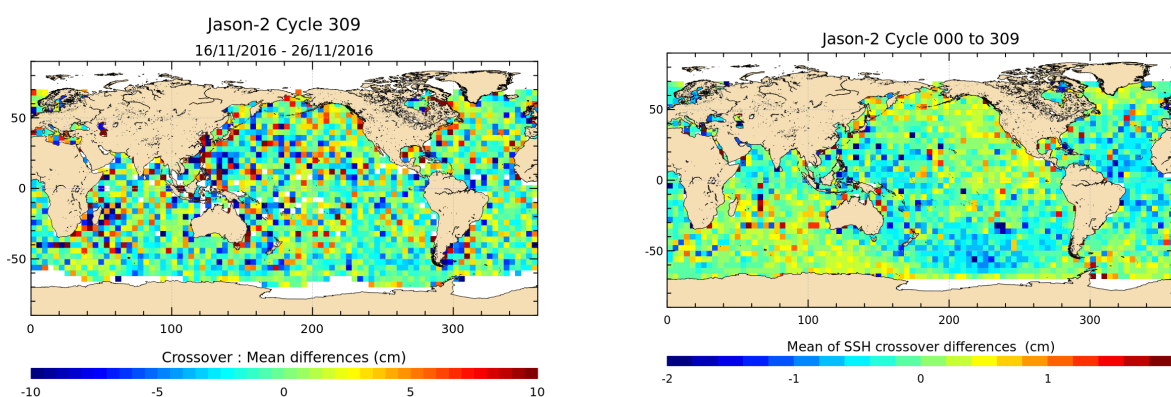 Jason-2 Cycle 309
16/11/2016 - 26/11/2016
50
0
-50
0 100 200 300
Crossover : Mean differences (cm)
-10 -5 0 5 10
Jason-2 Cycle 000 to 309
50
0
-50
0 100 200 300
Mean of SSH crossover differences (cm)
-2 -1 0 1